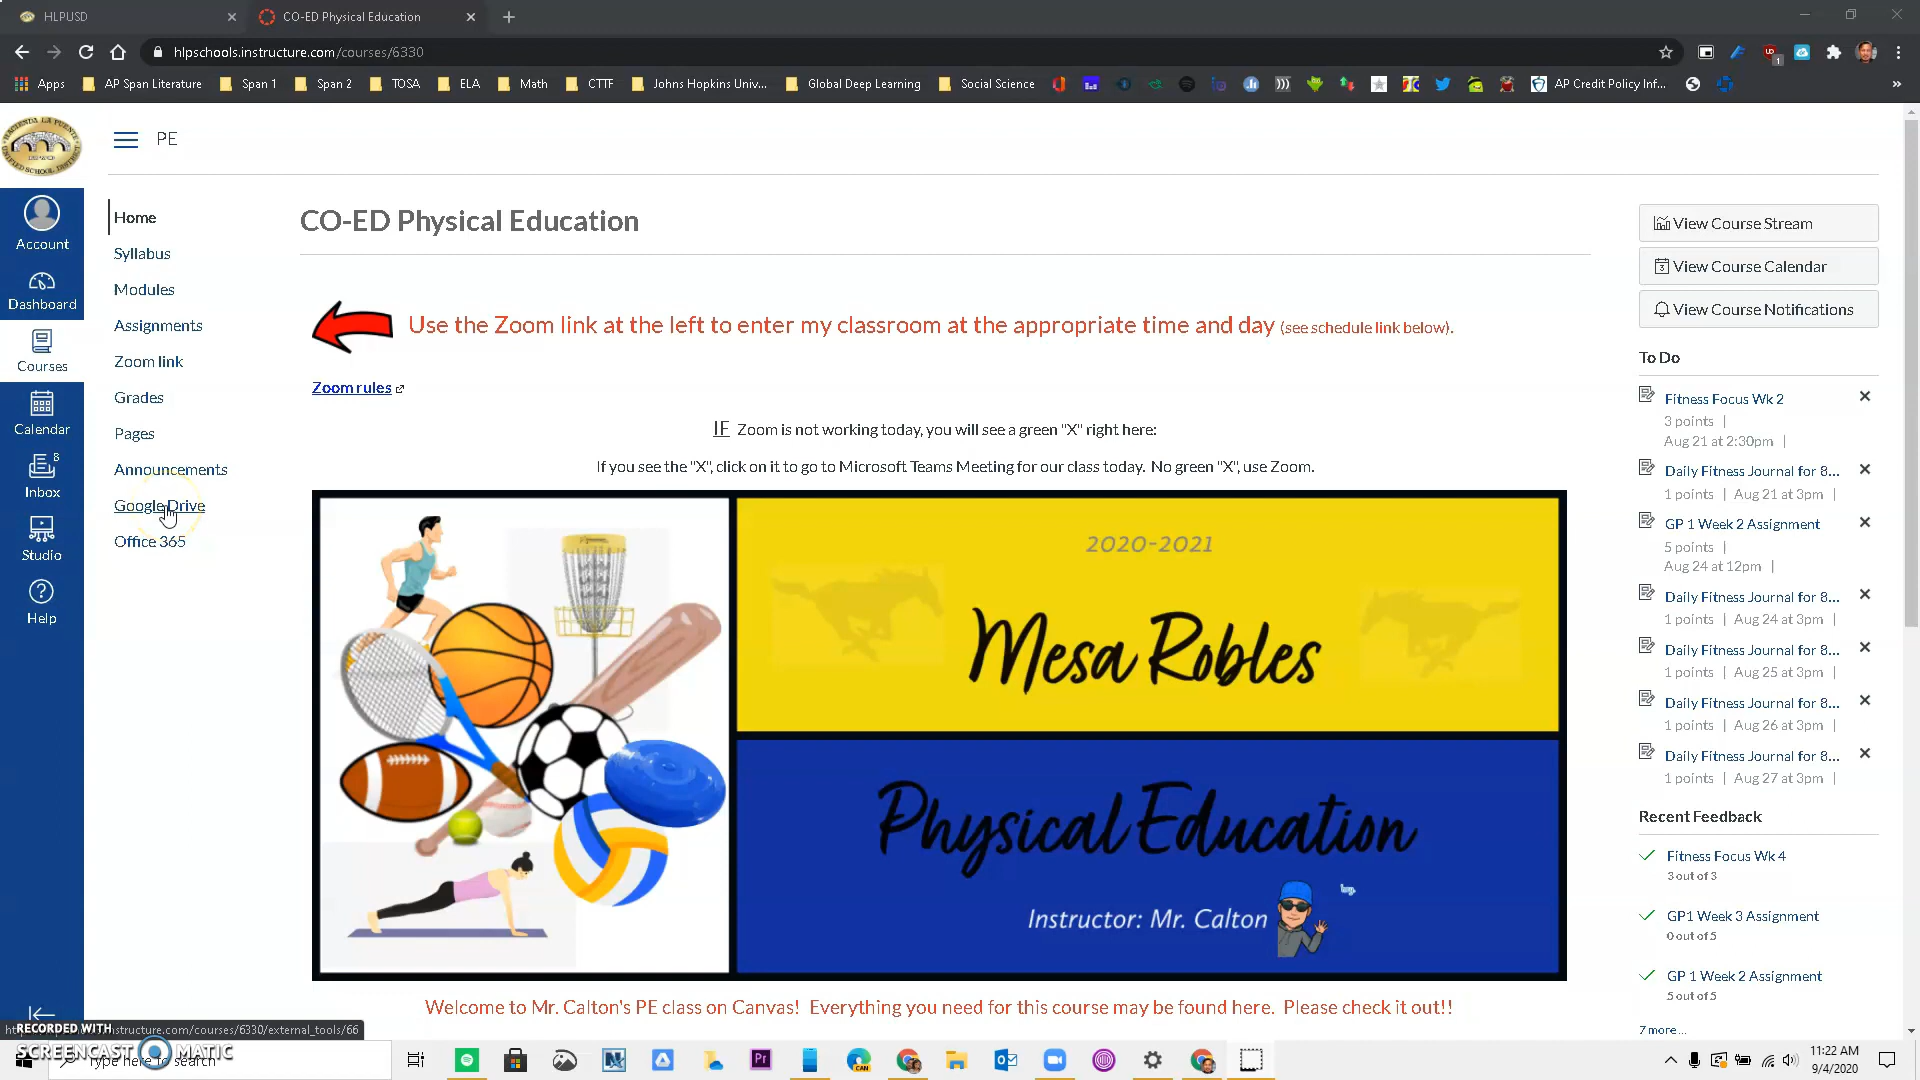 HLPUSD
CO-ED Physical Education
hlpschools.instructure.com/courses/6330
Apps
AP Span Literature
Span 1
Span 2
TOSA
ELA
Math
CTTF
Johns Hopkins Univ...
Global Deep Learning
Social Science
AP Credit Policy Inf...
PE
Account
Dashboard
Courses
Calendar
8
Inbox
Studio
Help
Home
Syllabus
Modules
Assignments
Zoom link
Grades
Pages
Announcements
Google Drive
Office 365
CO-ED Physical Education
Use the Zoom link at the left to enter my classroom at the appropriate time and day (see schedule link below).
Zoom rules
IF Zoom is not working today, you will see a green "X" right here:
If you see the "X", click on it to go to Microsoft Teams Meeting for our class today. No green "X", use Zoom.
2020-2021
Mesa Robles
Physical Education
Instructor: Mr. Calton
Welcome to Mr. Calton's PE class on Canvas! Everything you need for this course may be found here. Please check it out!!
View Course Stream
View Course Calendar
View Course Notifications
To Do
Fitness Focus Wk 2
3 points |
Aug 21 at 2:30pm |
Daily Fitness Journal for 8...
1 points | Aug 21 at 3pm |
GP 1 Week 2 Assignment
5 points |
Aug 24 at 12pm |
Daily Fitness Journal for 8...
1 points | Aug 24 at 3pm |
Daily Fitness Journal for 8...
1 points | Aug 25 at 3pm |
Daily Fitness Journal for 8...
1 points | Aug 26 at 3pm |
Daily Fitness Journal for 8...
1 points | Aug 27 at 3pm |
Recent Feedback
Fitness Focus Wk 4
3 out of 3
GP1 Week 3 Assignment
0 out of 5
GP 1 Week 2 Assignment
5 out of 5
7 more...
RECORDED WITH
nstructure.com/courses/6330/external_tools/66
SCREENCAST MATIC
Type here to search
11:22 AM
9/4/2020